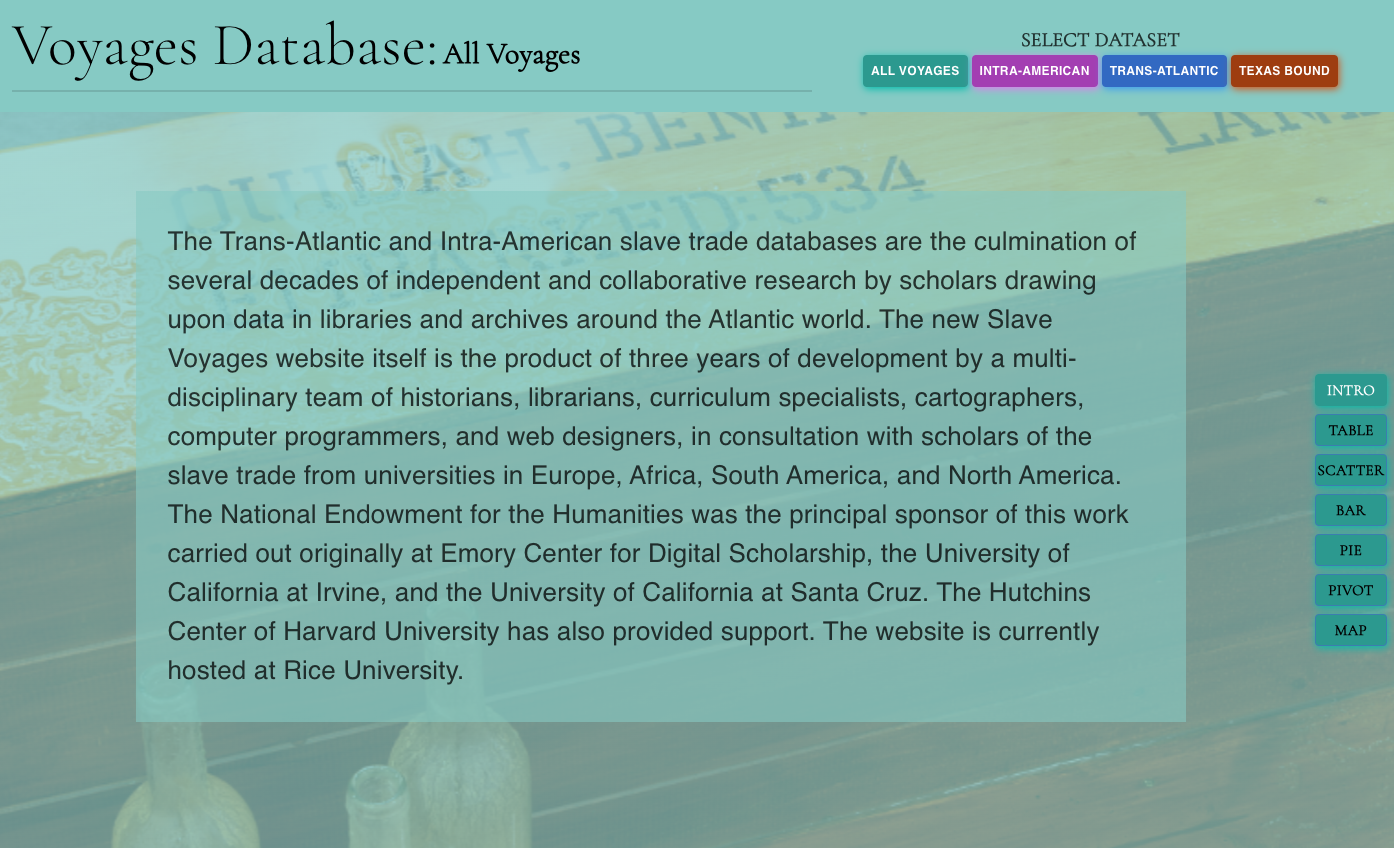 Voyages Database: All Voyages
SELECT DATASET
ALL VOYAGES INTRA-AMERICAN TRANS-ATLANTIC TEXAS BOUND
534
The Trans-Atlantic and Intra-American slave trade databases are the culmination of
several decades of independent and collaborative research by scholars drawing
upon data in libraries and archives around the Atlantic world. The new Slave
Voyages website itself is the product of three years of development by a multi-
disciplinary team of historians, librarians, curriculum specialists, cartographers,
computer programmers, and web designers, in consultation with scholars of the
slave trade from universities in Europe, Africa, South America, and North America.
The National Endowment for the Humanities was the principal sponsor of this work
carried out originally at Emory Center for Digital Scholarship, the University of
California at Irvine, and the University of California at Santa Cruz. The Hutchins
Center of Harvard University has also provided support. The website is currently
hosted at Rice University.
INTRO
TABLE
SCATTER
BAR
PIE
PIVOT
MAP